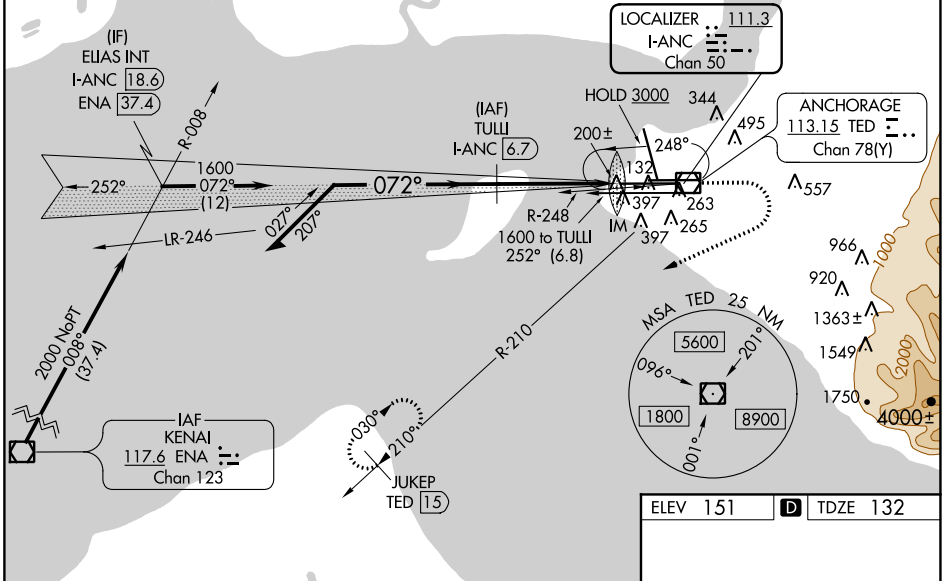 LOCALIZER 111.3
I-ANC
Chan 50
(IF)
ELIAS INT
I-ANC 18.6
ENA 37.4
R-008
HOLD 3000
344
495
ANCHORAGE
113.15 TED
Chan 78(Y)
(IAF)
TULLI
I-ANC 6.7
200±
248°
132
557
1600
252°
072°
(12)
072°
397
263
027°
207°
R-248
1600 to TULLI
252° (6.8)
IM
397
265
LR-246
966
1000
920
1363±
1549
2000
1750
4000±
2000 NoPT
008°
(37.4)
R-210
MSA TED 25 NM
5600
201°
096°
1800
8900
001°
IAF
KENAI
117.6 ENA
Chan 123
030°
210°
JUKEP
TED 15
ELEV 151
D
TDZE 132